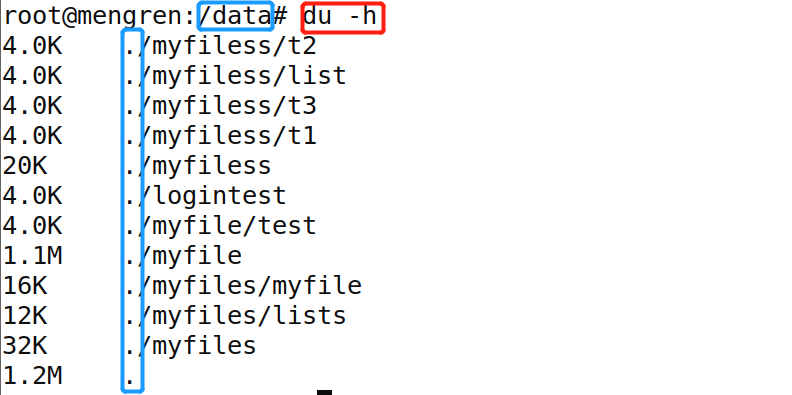 root@mengren:/data# du -h
4.0K    ./myfiless/t2
4.0K    ./myfiless/list
4.0K    ./myfiless/t3
4.0K    ./myfiless/t1
20K     ./myfiless
4.0K    ./logintest
4.0K    ./myfile/test
1.1M    ./myfile
16K     ./myfiles/myfile
12K     ./myfiles/lists
32K     ./myfiles
1.2M    .